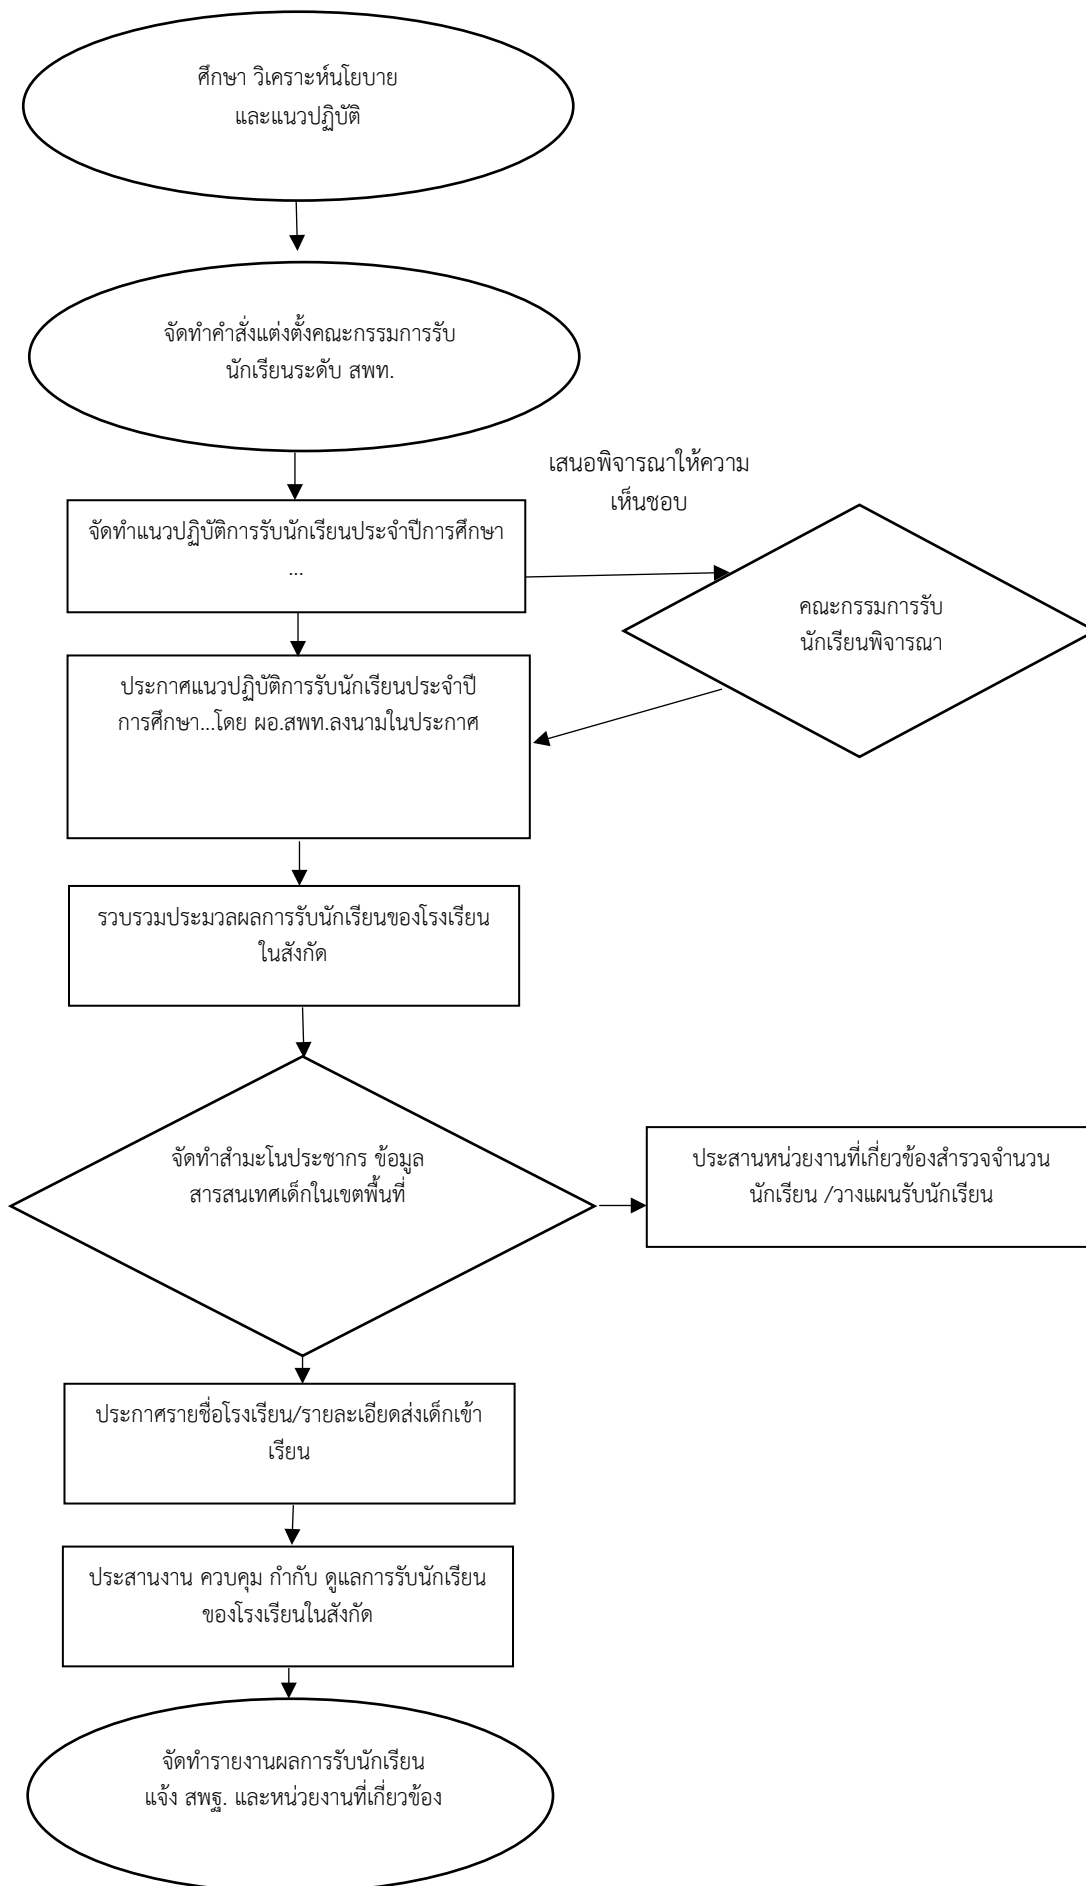 ศึกษา วิเคราะห์นโยบาย
และแนวปฏิบัติ
จัดทำคำสั่งแต่งตั้งคณะกรรมการรับ
นักเรียนระดับ สพท.
เสนอพิจารณาให้ความ
เห็นชอบ
จัดทำแนวปฏิบัติการรับนักเรียนประจำปีการศึกษา
...
คณะกรรมการรับ
นักเรียนพิจารณา
ประกาศแนวปฏิบัติการรับนักเรียนประจำปี
การศึกษา...โดย ผอ.สพท.ลงนามในประกาศ
รวบรวมประมวลผลการรับนักเรียนของโรงเรียน
ในสังกัด
จัดทำสำมะโนประชากร ข้อมูล
สารสนเทศเด็กในเขตพื้นที่
ประสานหน่วยงานที่เกี่ยวข้องสำรวจจำนวน
นักเรียน /วางแผนรับนักเรียน
ประกาศรายชื่อโรงเรียน/รายละเอียดส่งเด็กเข้า
เรียน
ประสานงาน ควบคุม กำกับ ดูแลการรับนักเรียน
ของโรงเรียนในสังกัด
จัดทำรายงานผลการรับนักเรียน
แจ้ง สพฐ. และหน่วยงานที่เกี่ยวข้อง